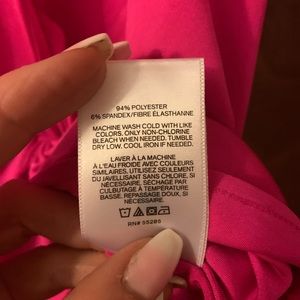 94% POLYESTER
6% SPANDEX/FIBRE ÉLASTHANNE
MACHINE WASH COLD WITH LIKE
COLORS. ONLY NON-CHLORINE
BLEACH WHEN NEEDED. TUMBLE
DRY LOW. COOL IRON IF NEEDED.
LAVER À LA MACHINE
À L'EAU FROIDE AVEC COULEURS
SIMILAIRES, UTILISEZ SEULEMENT
DU JAVELLISANT SANS CHLORE, SI
NÉCESSAIRE, SÉCHAGE PAR
CULBUTAGE À TEMPÉRATURE
BASSE. REPASSAGE DOUX, SI
NÉCESSAIRE.
RN# 55285